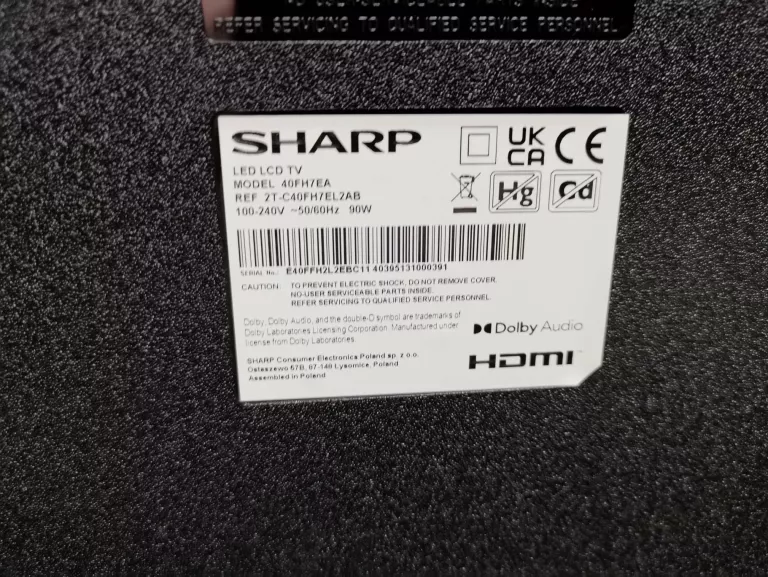 REFER SERVICING TO QUALIFIED SERVICE PERSONNEL
SHARP
UK
CA
CE
LED LCD TV
MODEL 40FH7EA
REF 2T-C40FH7EL2AB
100-240V ~50/60Hz 90W
Hg
Cd
SERIAL No.: E40FFH2L2EBC11 40395131000391
CAUTION: TO PREVENT ELECTRIC SHOCK, DO NOT REMOVE COVER.
NO-USER SERVICEABLE PARTS INSIDE.
REFER SERVICING TO QUALIFIED SERVICE PERSONNEL
Dolby, Dolby Audio, and the double-D symbol are trademarks of
Dolby Laboratories Licensing Corporation. Manufactured under
license from Dolby Laboratories.
Dolby Audio
SHARP Consumer Electronics Poland sp. z o.o.
Ostaszewo 57B, 87-148 Lysomice, Poland
Assembled in Poland
HDMI